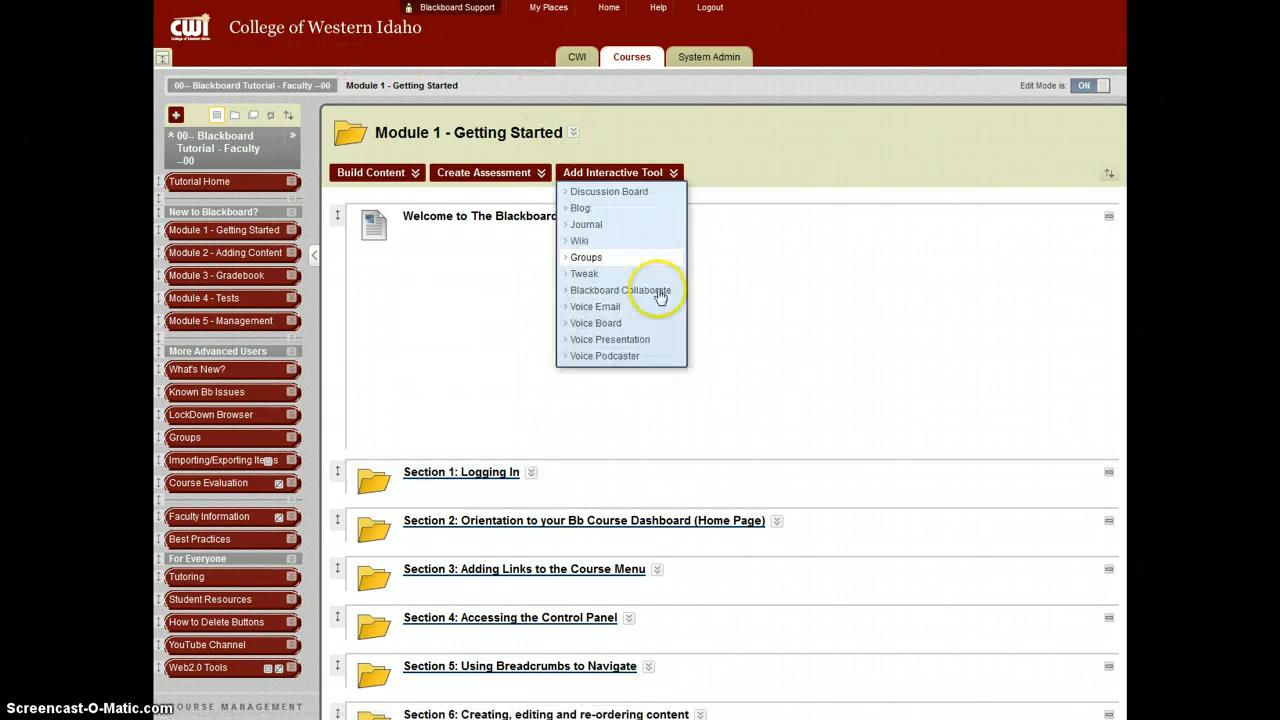 Blackboard Support
My Places
Home
Help
Logout
CWI
College of Western Idaho
CWI
Courses
System Admin
00-- Blackboard Tutorial - Faculty --00
Module 1 - Getting Started
Edit Mode is:
ON
00-- Blackboard
Tutorial - Faculty
--00
Tutorial Home
New to Blackboard?
Module 1 - Getting Started
Module 2 - Adding Content
Module 3 - Gradebook
Module 4 - Tests
Module 5 - Management
More Advanced Users
What's New?
Known Bb Issues
LockDown Browser
Groups
Importing/Exporting Items
Course Evaluation
Faculty Information
Best Practices
For Everyone
Tutoring
Student Resources
How to Delete Buttons
YouTube Channel
Web2.0 Tools
COURSE MANAGEMENT
Module 1 - Getting Started
Build Content
Create Assessment
Add Interactive Tool
Discussion Board
Blog
Journal
Wiki
Groups
Tweak
Blackboard Collaborate
Voice Email
Voice Board
Voice Presentation
Voice Podcaster
Welcome to The Blackboard
Section 1: Logging In
Section 2: Orientation to your Bb Course Dashboard (Home Page)
Section 3: Adding Links to the Course Menu
Section 4: Accessing the Control Panel
Section 5: Using Breadcrumbs to Navigate
Section 6: Creating, editing and re-ordering content
Screencast-O-Matic.com